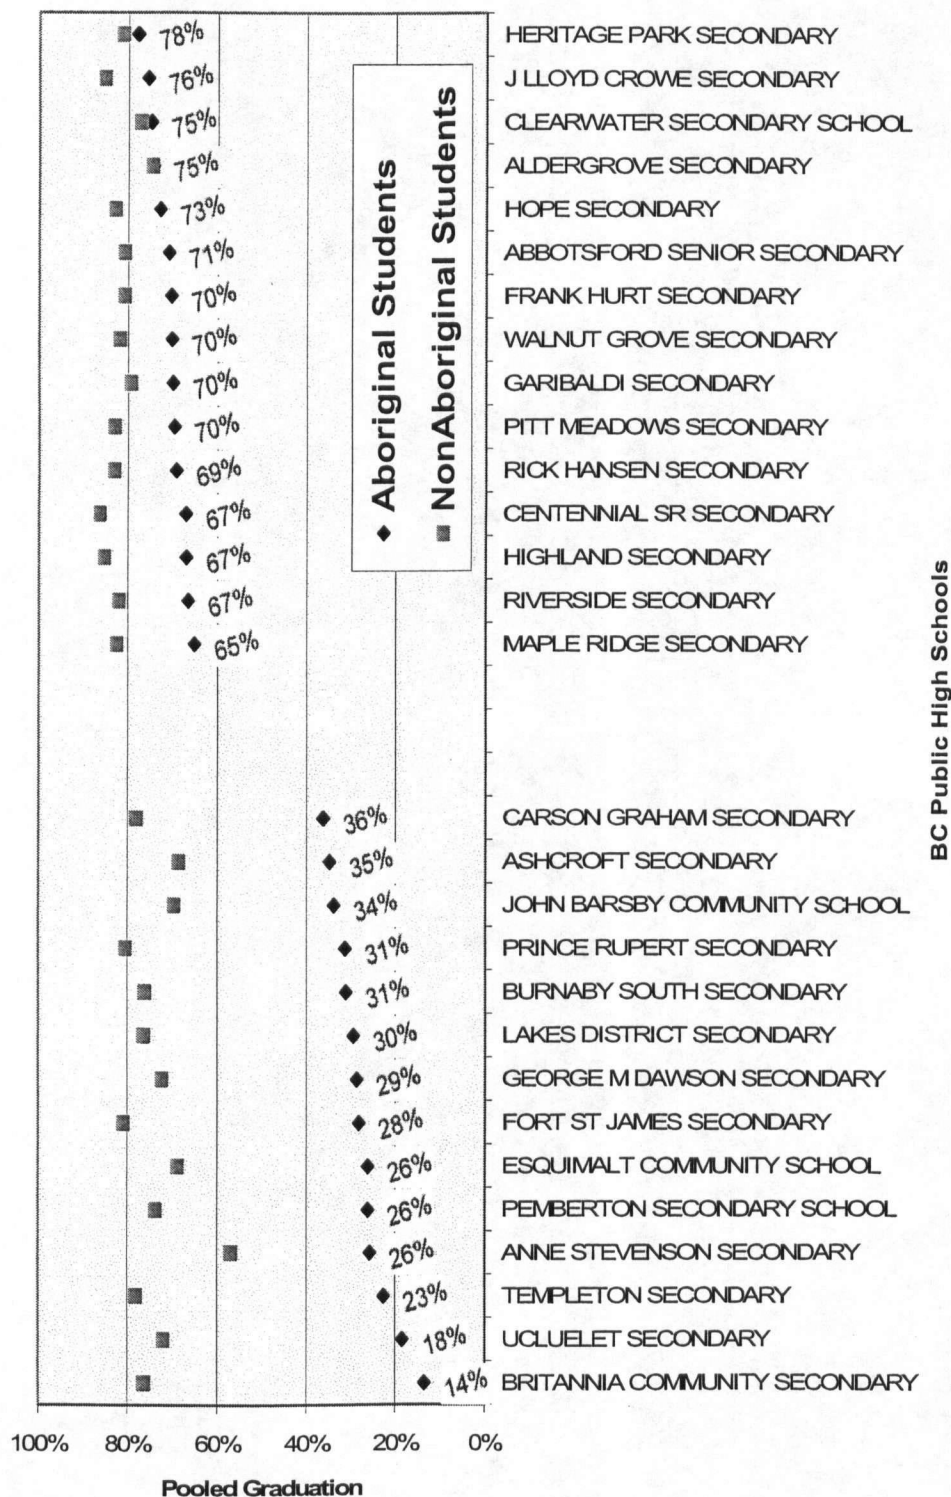 78% HERITAGE PARK SECONDARY
76% J LLOYD CROWE SECONDARY
75% CLEARWATER SECONDARY SCHOOL
75% ALDERGROVE SECONDARY
73% HOPE SECONDARY
71% ABBOTSFORD SENIOR SECONDARY
70% FRANK HURT SECONDARY
70% WALNUT GROVE SECONDARY
70% GARIBALDI SECONDARY
70% PITT MEADOWS SECONDARY
69% RICK HANSEN SECONDARY
67% CENTENNIAL SR SECONDARY
67% HIGHLAND SECONDARY
67% RIVERSIDE SECONDARY
65% MAPLE RIDGE SECONDARY
Aboriginal Students
NonAboriginal Students
36% CARSON GRAHAM SECONDARY
35% ASHCROFT SECONDARY
34% JOHN BARSBY COMMUNITY SCHOOL
31% PRINCE RUPERT SECONDARY
31% BURNABY SOUTH SECONDARY
30% LAKES DISTRICT SECONDARY
29% GEORGE M DAWSON SECONDARY
28% FORT ST JAMES SECONDARY
26% ESQUIMALT COMMUNITY SCHOOL
26% PEMBERTON SECONDARY SCHOOL
26% ANNE STEVENSON SECONDARY
23% TEMPLETON SECONDARY
18% UCLUELET SECONDARY
14% BRITANNIA COMMUNITY SECONDARY
100% 80% 60% 40% 20% 0%
Pooled Graduation
BC Public High Schools